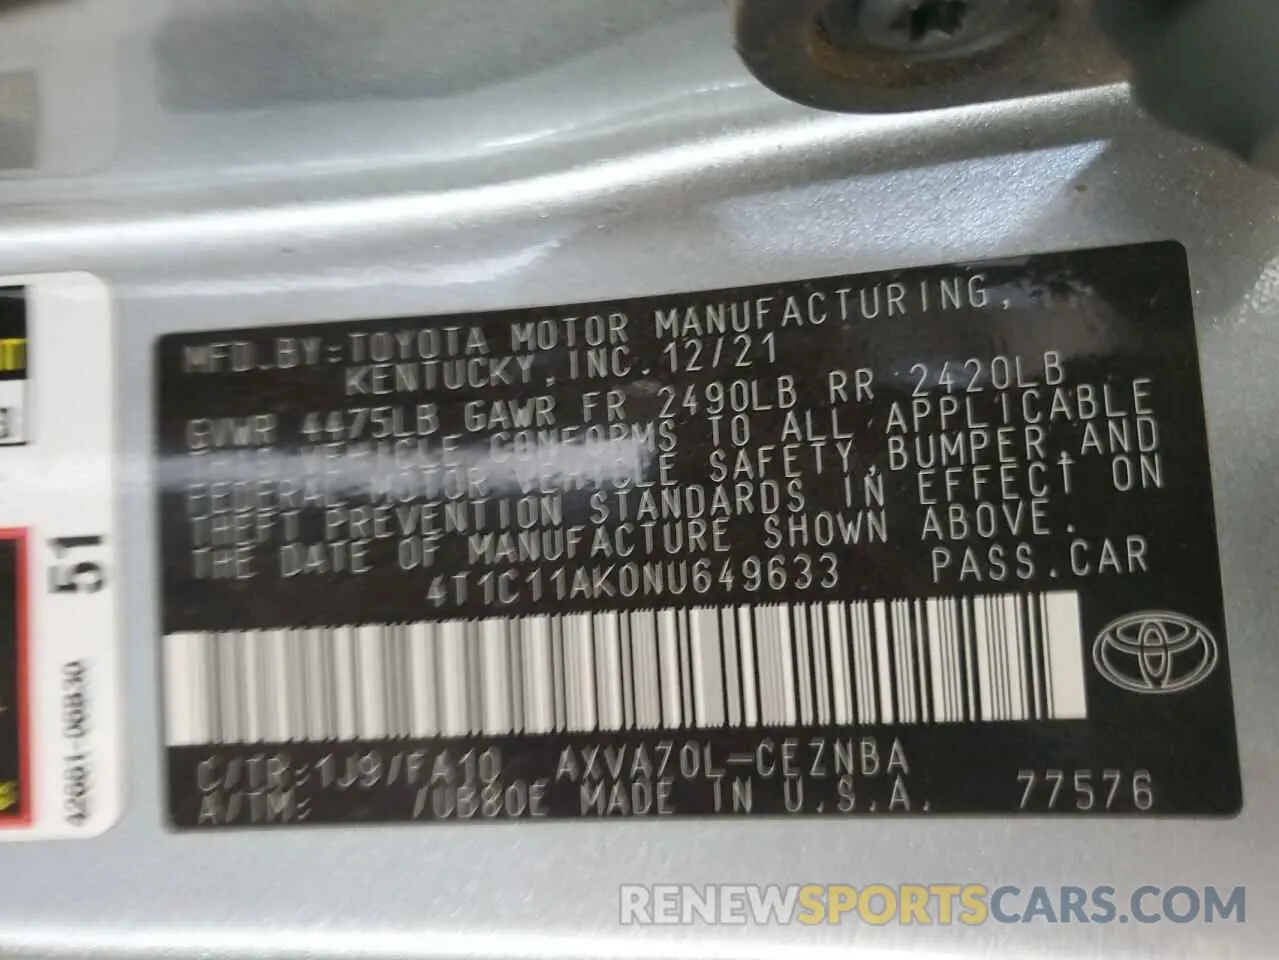 MFD.BY:TOYOTA MOTOR MANUFACTURING,
KENTUCKY,INC. 12/21
GVWR 4475LB GAWR FR 2490LB RR 2420LB
THIS VEHICLE CONFORMS TO ALL APPLICABLE
FEDERAL MOTOR VEHICLE SAFETY,BUMPER,AND
THEFT PREVENTION STANDARDS IN EFFECT ON
THE DATE OF MANUFACTURE SHOWN ABOVE.
4T1C11AK0NU649633 PASS.CAR
C/TR:1J9/FA10 AXVA70L-CEZNBA
A/TM: /UB80E MADE IN U.S.A. 77576
51
42661-06B30
RENEWSPORTSCARS.COM